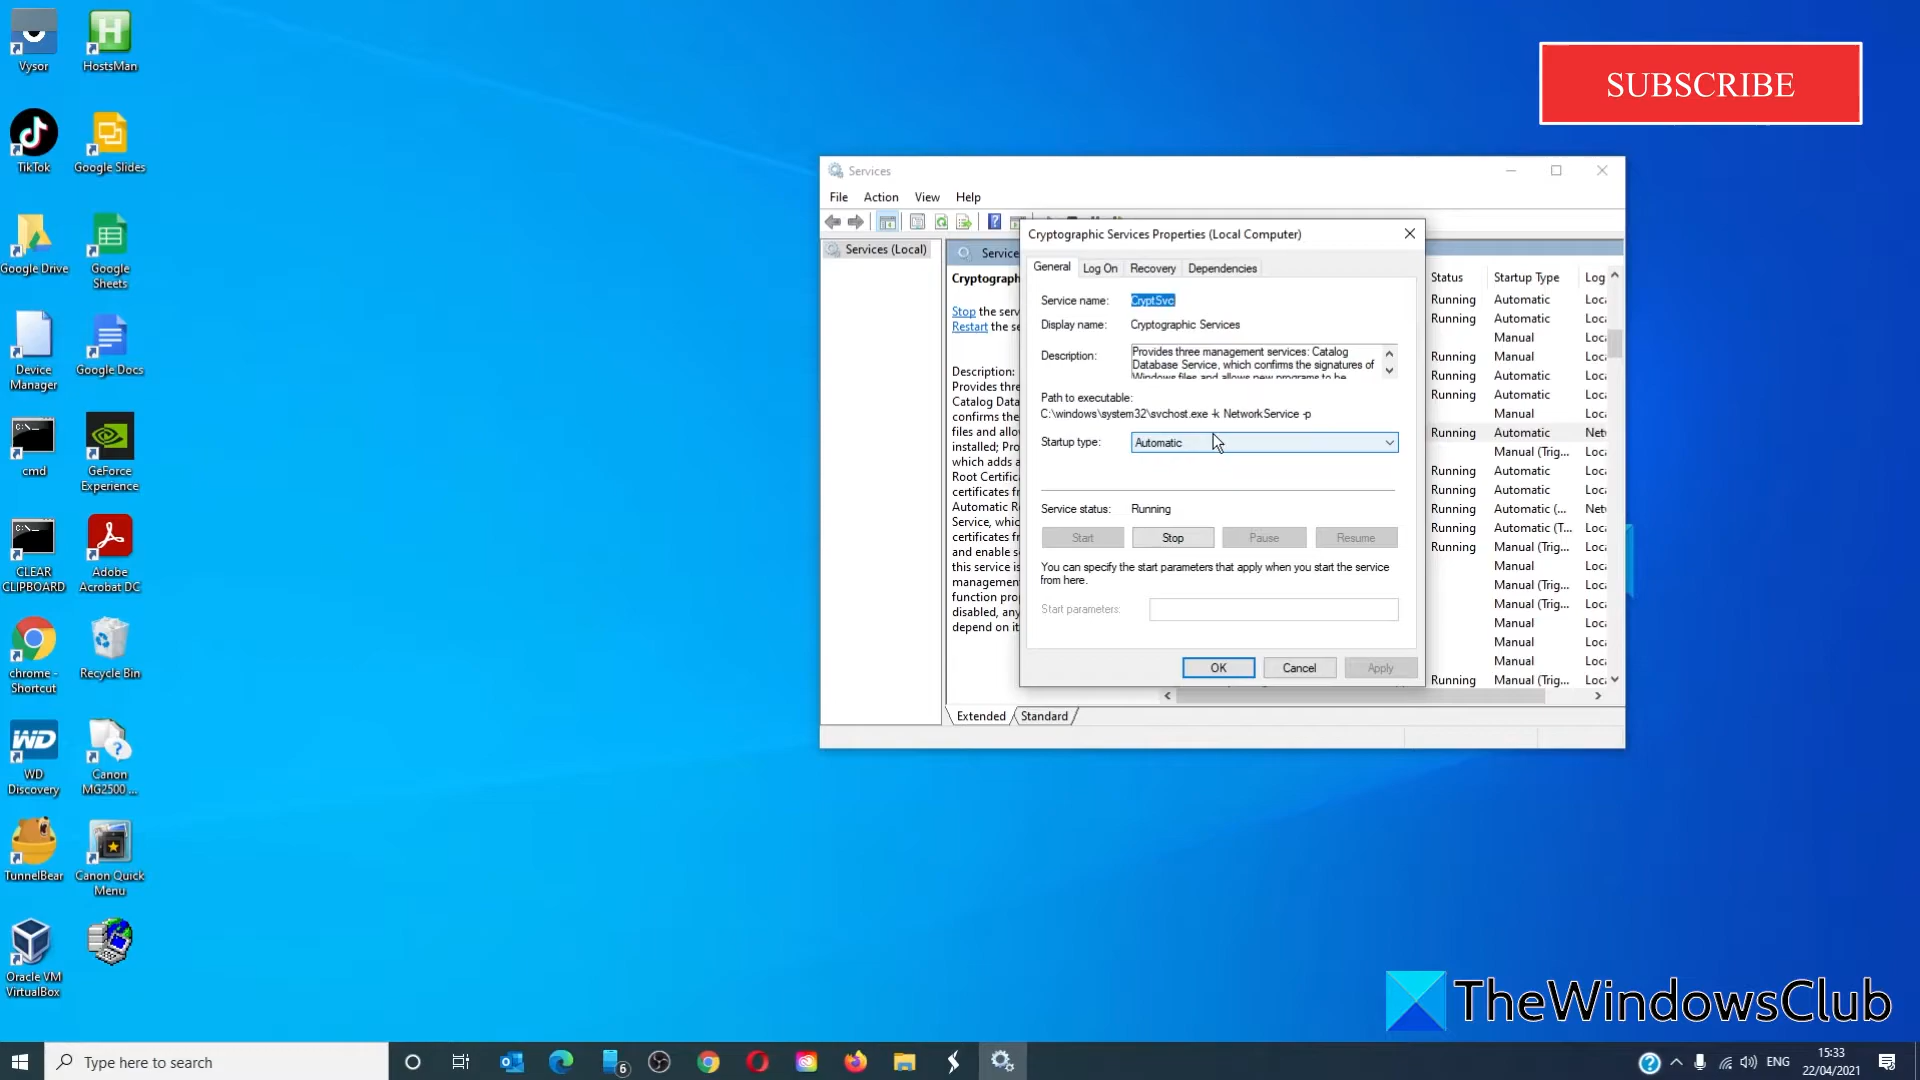 Vysor
HostsMan
TikTok
Google Slides
Google Drive
Google
Sheets
Device
Manager
Google Docs
cmd
GeForce
Experience
CLEAR
CLIPBOARD
Adobe
Acrobat DC
chrome -
Shortcut
Recycle Bin
WD
WD
Discovery
Canon
MG2500 ...
TunnelBear
Canon Quick
Menu
Oracle VM
VirtualBox
SUBSCRIBE
Services
File Action View Help
Services (Local)
Service
Cryptograph
Stop the serv
Restart the se
Description:
Provides thre
Catalog Data
confirms the
files and allow
installed; Pro
which adds a
Root Certific
certificates fr
Automatic R
Service, whic
certificates fr
and enable s
this service is
management
function prop
disabled, any
depend on it
Cryptographic Services Properties (Local Computer)
General Log On Recovery Dependencies
Service name: CryptSvc
Display name: Cryptographic Services
Description: Provides three management services: Catalog
Database Service, which confirms the signatures of
Windows files and allows new programs to be
Path to executable:
C:\windows\system32\svchost.exe -k NetworkService -p
Startup type: Automatic
Service status: Running
Start Stop Pause Resume
You can specify the start parameters that apply when you start the service
from here.
Start parameters:
OK Cancel Apply
Status Startup Type Log
Running Automatic Loc
Running Automatic Loc
Manual Loc
Running Manual Loc
Running Automatic Loc
Manual Loc
Running Automatic Net
Manual (Trig... Loc
Running Automatic Loc
Running Automatic Loc
Running Automatic (... Net
Running Automatic (T... Loc
Running Manual (Trig... Loc
Manual Loc
Manual (Trig... Loc
Manual (Trig... Loc
Manual Loc
Manual Loc
Manual Loc
Running Manual (Trig... Loc
Extended Standard
TheWindowsClub
Type here to search
6
ENG
15:33
22/04/2021